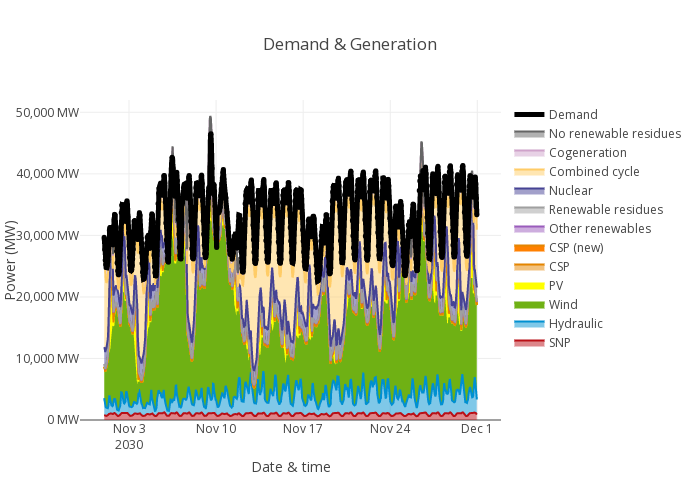 Demand & Generation
50,000 MW
40,000 MW
30,000 MW
20,000 MW
10,000 MW
0 MW
Power (MW)
Nov 3
2030
Nov 10
Nov 17
Nov 24
Dec 1
Date & time
Demand
No renewable residues
Cogeneration
Combined cycle
Nuclear
Renewable residues
Other renewables
CSP (new)
CSP
PV
Wind
Hydraulic
SNP